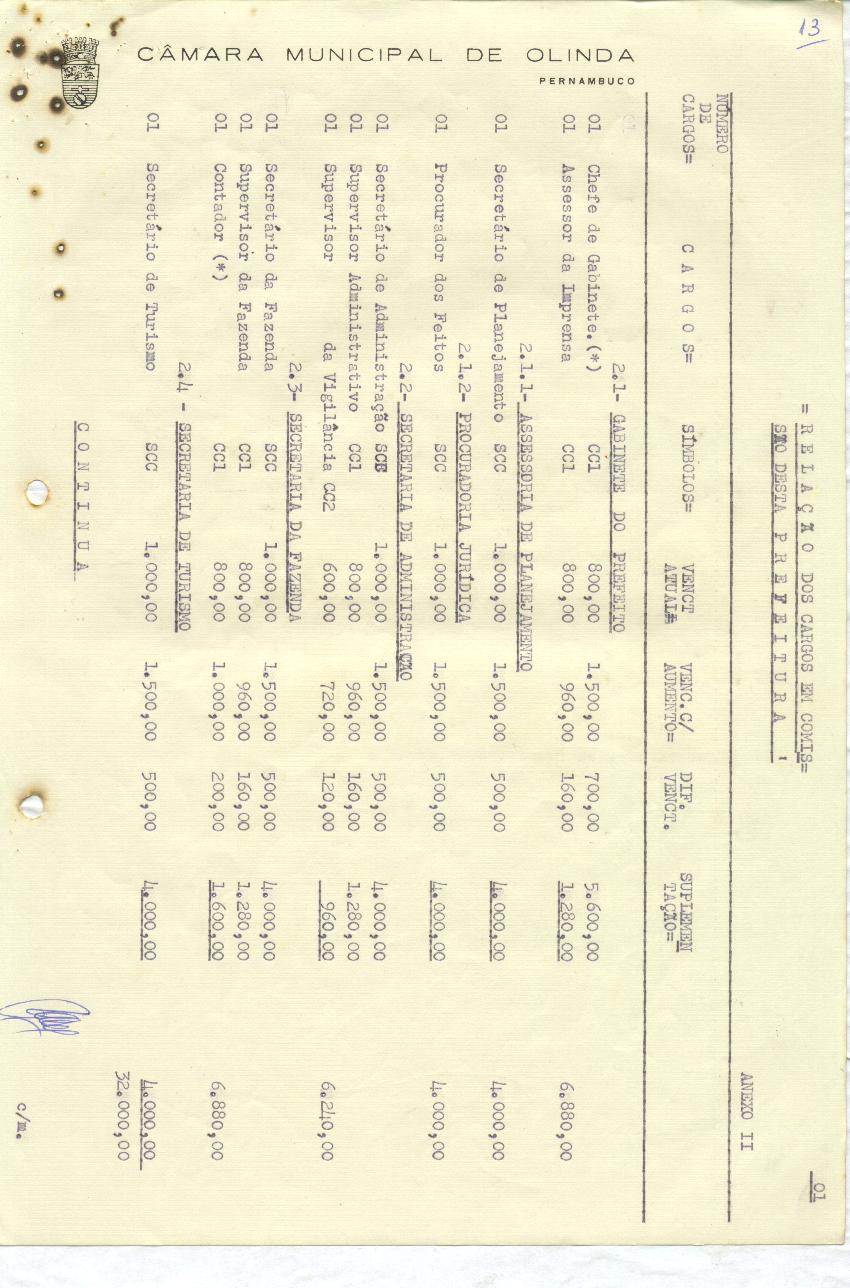 13
CÂMARA MUNICIPAL DE OLINDA
PERNAMBUCO
01
ANEXO II
= R E L A Ç Ã O DOS CARGOS EM COMIS=
SÃO DESTA P R E F E I T U R A '
NÚMERO DE CARGOS= C A R G O S= SÍMBOLOS= VENCT ATUAL= VENC.C/ AUMENTO= DIF. VENCT. SUPLEMEN TAÇÃO=
2.1- GABINETE DO PREFEITO
01 Chefe de Gabinete.(*) CC1 800,00 1.500,00 700,00 5.600,00
01 Assessor da Imprensa CC1 800,00 960,00 160,00 1.280,00 6.880,00
2.1.1- ASSESSORIA DE PLANEJAMENTO
01 Secretário de Planejamento SCC 1.000,00 1.500,00 500,00 4.000,00 4.000,00
2.1.2- PROCURADORIA JURÍDICA
01 Procurador dos Feitos SCC 1.000,00 1.500,00 500,00 4.000,00 4.000,00
2.2- SECRETARIA DE ADMINISTRAÇÃO
01 Secretário de Administração SCC 1.000,00 1.500,00 500,00 4.000,00
01 Supervisor Administrativo CC1 800,00 960,00 160,00 1.280,00
01 Supervisor da Vigilância CC2 600,00 720,00 120,00 960,00 6.240,00
2.3- SECRETARIA DA FAZENDA
01 Secretário da Fazenda SCC 1.000,00 1.500,00 500,00 4.000,00
01 Supervisor da Fazenda CC1 800,00 960,00 160,00 1.280,00
01 Contador (*) CC1 800,00 1.000,00 200,00 1.600,00 6.880,00
2.4 - SECRETARIA DE TURISMO
01 Secretário de Turismo SCC 1.000,00 1.500,00 500,00 4.000,00 4.000,00
32.000,00
C O N T I N U A
c/m.